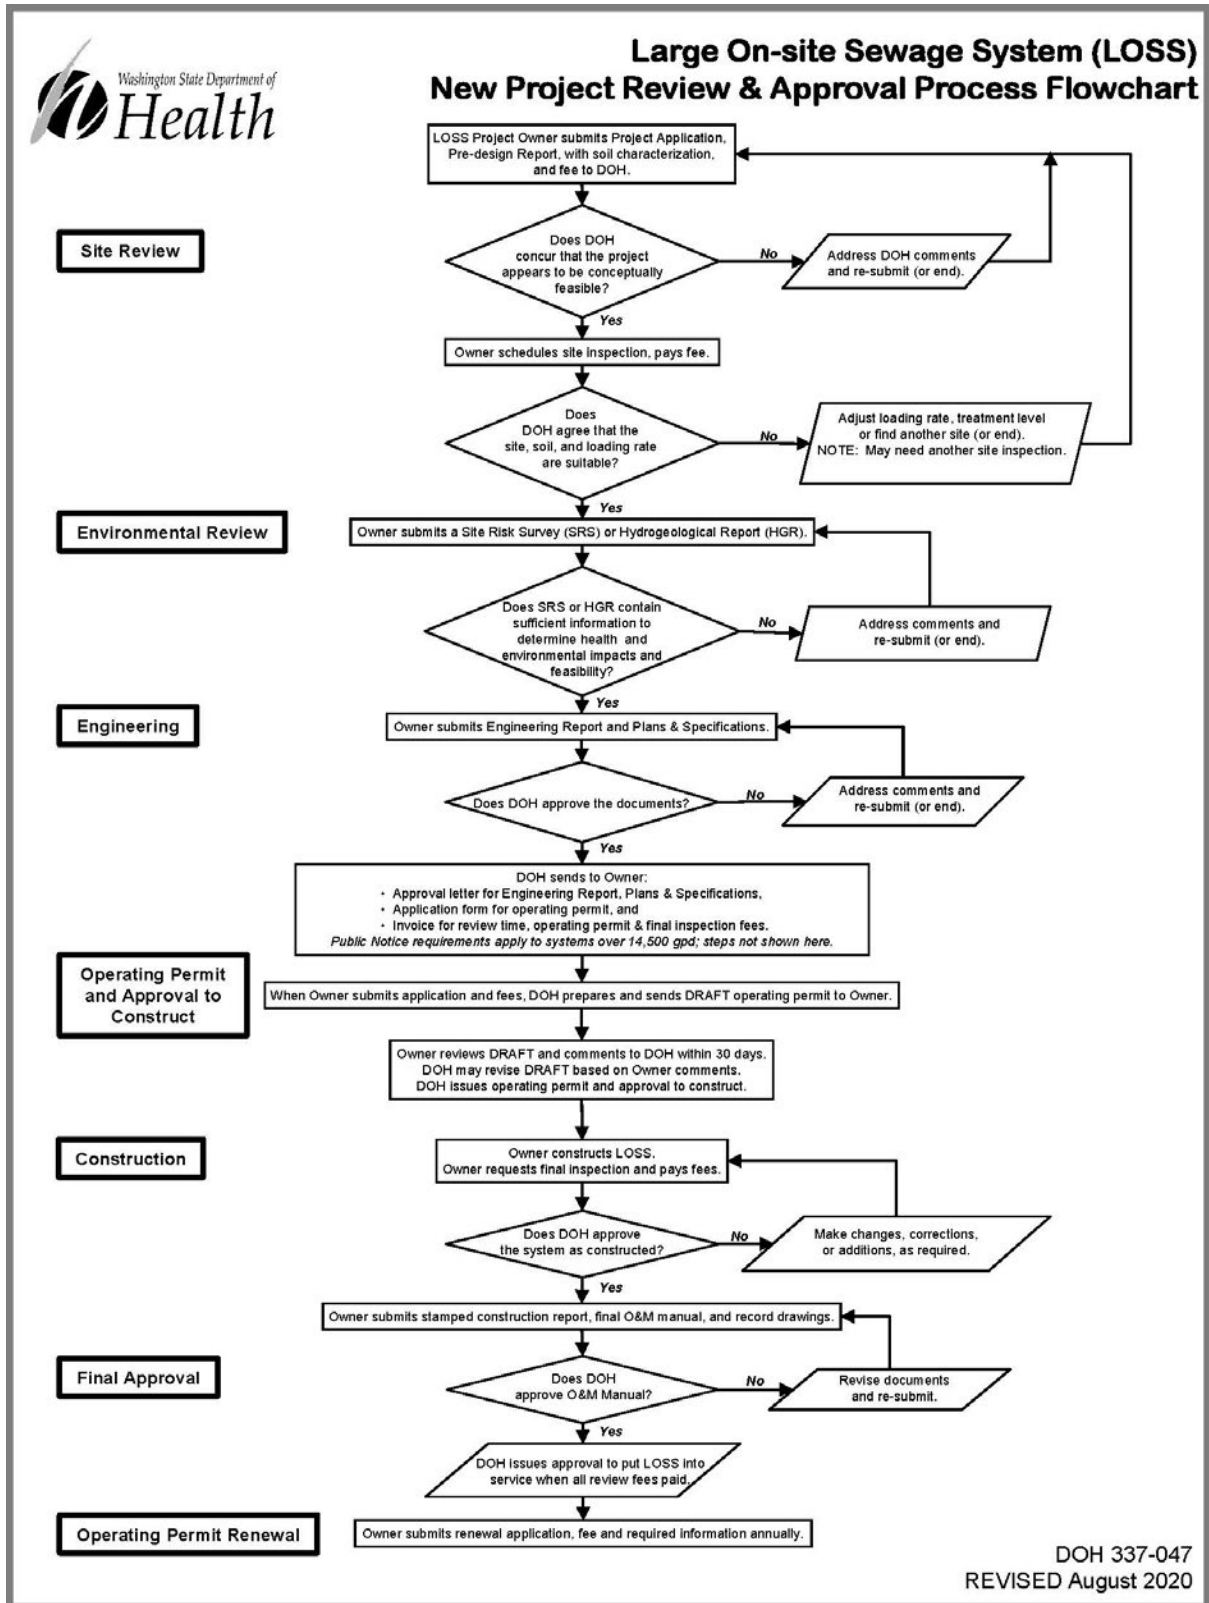 Washington State Department of
Health
Large On-site Sewage System (LOSS)
New Project Review & Approval Process Flowchart
LOSS Project Owner submits Project Application,
Pre-design Report, with soil characterization,
and fee to DOH.
Site Review
Does DOH
concur that the project
appears to be conceptually
feasible?
No
Address DOH comments
and re-submit (or end).
Yes
Owner schedules site inspection, pays fee.
Does
DOH agree that the
site, soil, and loading rate
are suitable?
No
Adjust loading rate, treatment level
or find another site (or end).
NOTE: May need another site inspection.
Yes
Environmental Review
Owner submits a Site Risk Survey (SRS) or Hydrogeological Report (HGR).
Does SRS or HGR contain
sufficient information to
determine health and
environmental impacts and
feasibility?
No
Address comments and
re-submit (or end).
Yes
Engineering
Owner submits Engineering Report and Plans & Specifications.
Does DOH approve the documents?
No
Address comments and
re-submit (or end).
Yes
DOH sends to Owner:
• Approval letter for Engineering Report, Plans & Specifications,
• Application form for operating permit, and
• Invoice for review time, operating permit & final inspection fees.
Public Notice requirements apply to systems over 14,500 gpd; steps not shown here.
Operating Permit
and Approval to
Construct
When Owner submits application and fees, DOH prepares and sends DRAFT operating permit to Owner.
Owner reviews DRAFT and comments to DOH within 30 days.
DOH may revise DRAFT based on Owner comments.
DOH issues operating permit and approval to construct.
Construction
Owner constructs LOSS.
Owner requests final inspection and pays fees.
Does DOH approve
the system as constructed?
No
Make changes, corrections,
or additions, as required.
Yes
Owner submits stamped construction report, final O&M manual, and record drawings.
Final Approval
Does DOH
approve O&M Manual?
No
Revise documents
and re-submit.
Yes
DOH issues approval to put LOSS into
service when all review fees paid.
Operating Permit Renewal
Owner submits renewal application, fee and required information annually.
DOH 337-047
REVISED August 2020